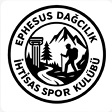 EPHESUS DAĞCILIK
İHTİSAS SPOR KULÜBÜ